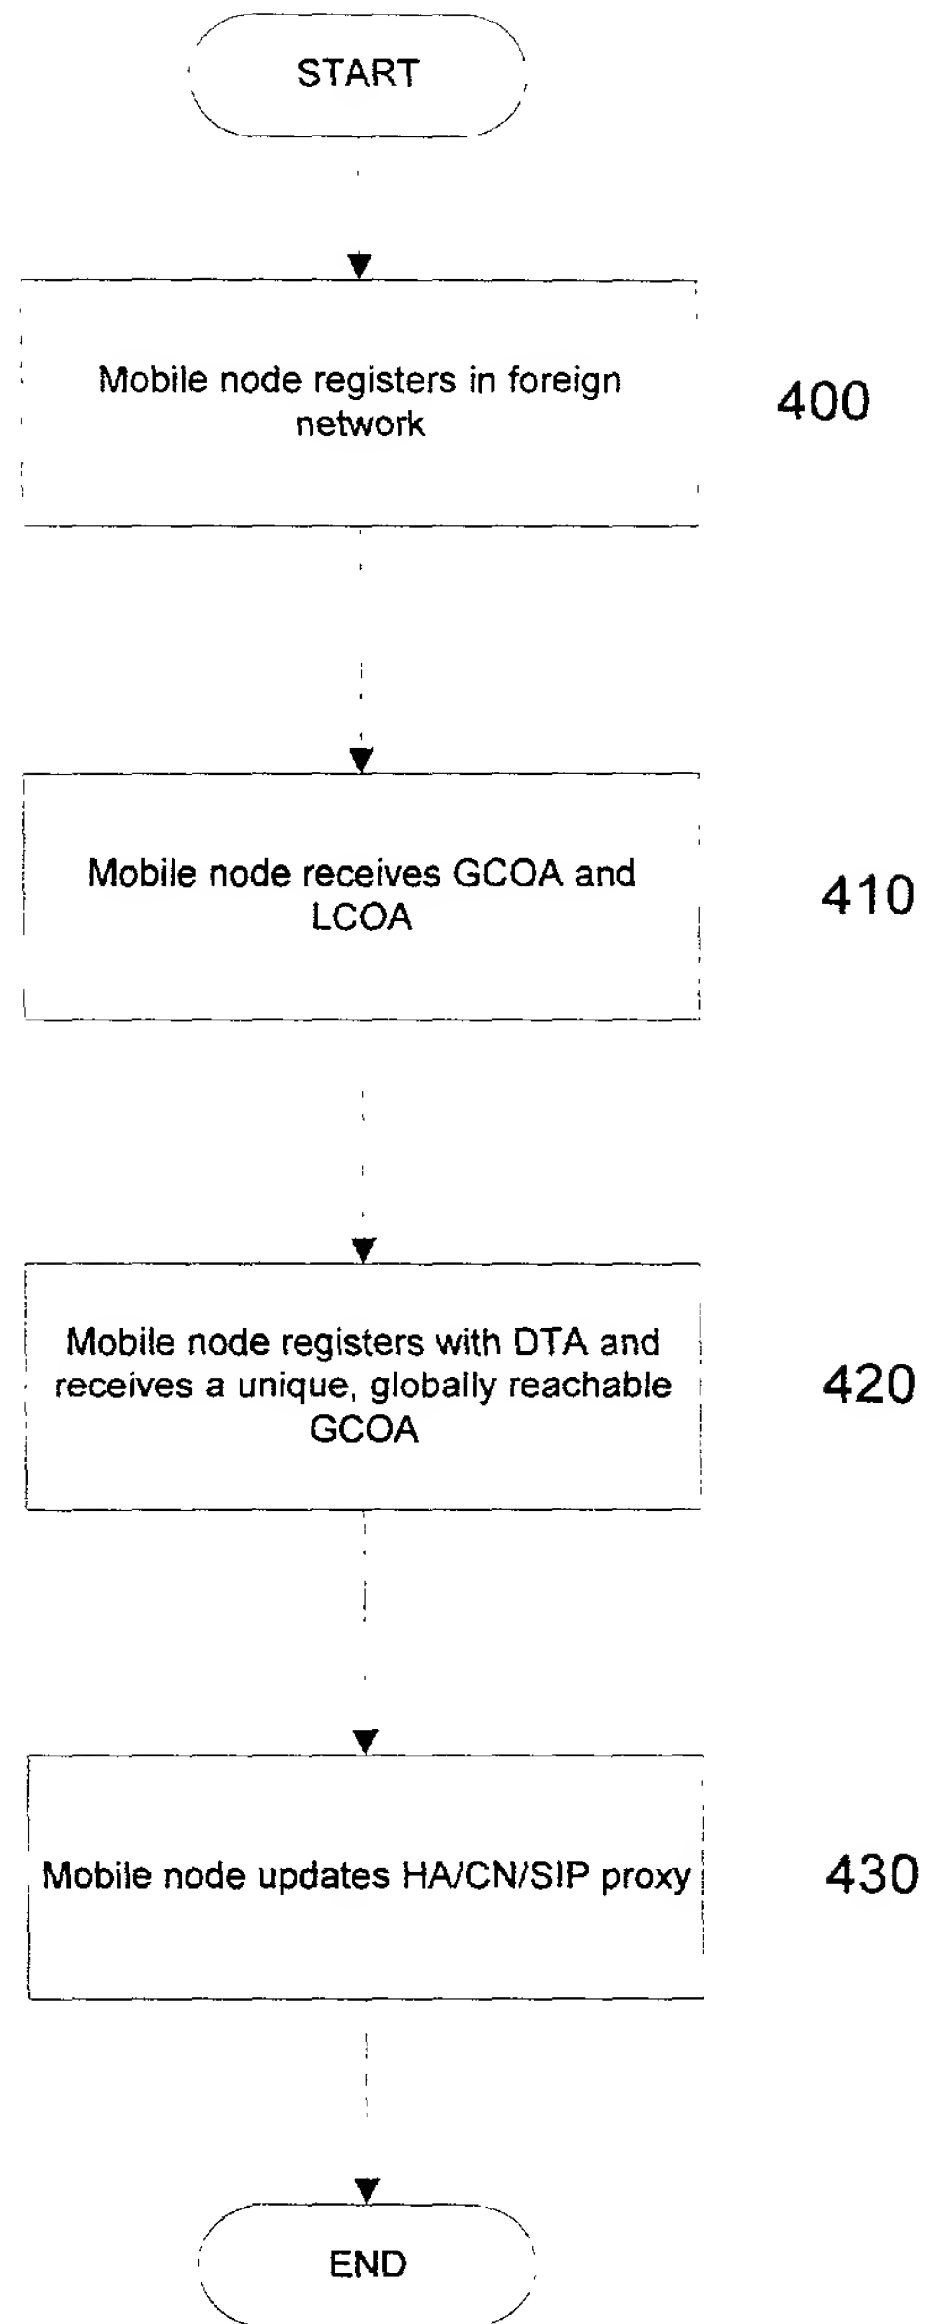 START
Mobile node registers in foreign
network
400
Mobile node receives GCOA and
LCOA
410
Mobile node registers with DTA and
receives a unique, globally reachable
GCOA
420
Mobile node updates HA/CN/SIP proxy
430
END